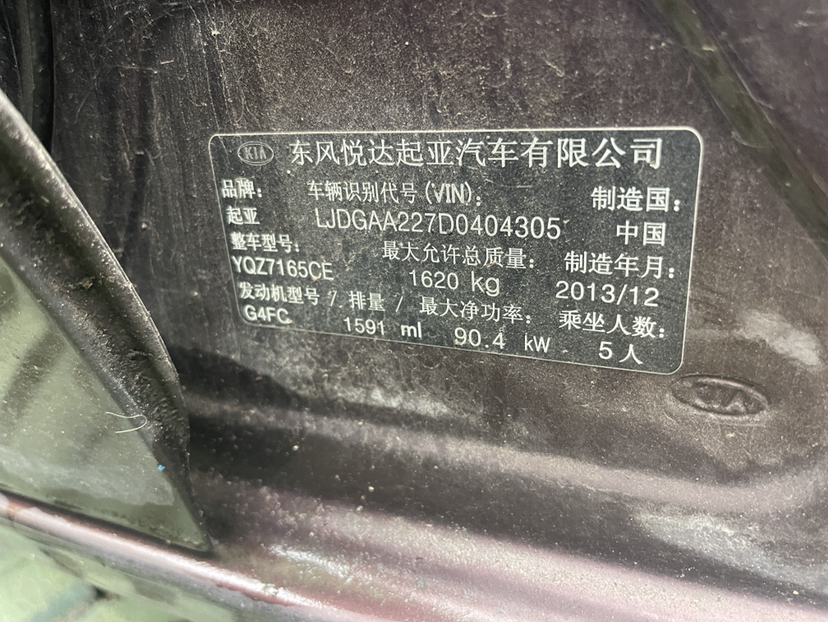 KIA 东风悦达起亚汽车有限公司
品牌： 车辆识别代号(VIN)： 制造国：
起亚 LJDGAA227D0404305 中国
整车型号： 最大允许总质量： 制造年月：
YQZ7165CE 1620 kg 2013/12
发动机型号 / 排量 / 最大净功率： 乘坐人数：
G4FC 1591 ml 90.4 kW 5人
KIA